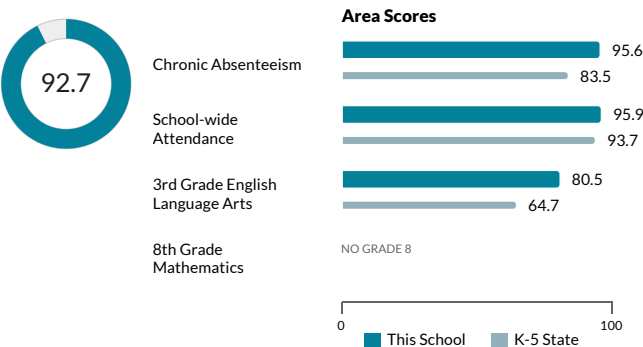 Area Scores
92.7
Chronic Absenteeism
95.6
83.5
School-wide
Attendance
95.9
93.7
3rd Grade English
Language Arts
80.5
64.7
8th Grade
Mathematics
NO GRADE 8
0
100
This School
K-5 State